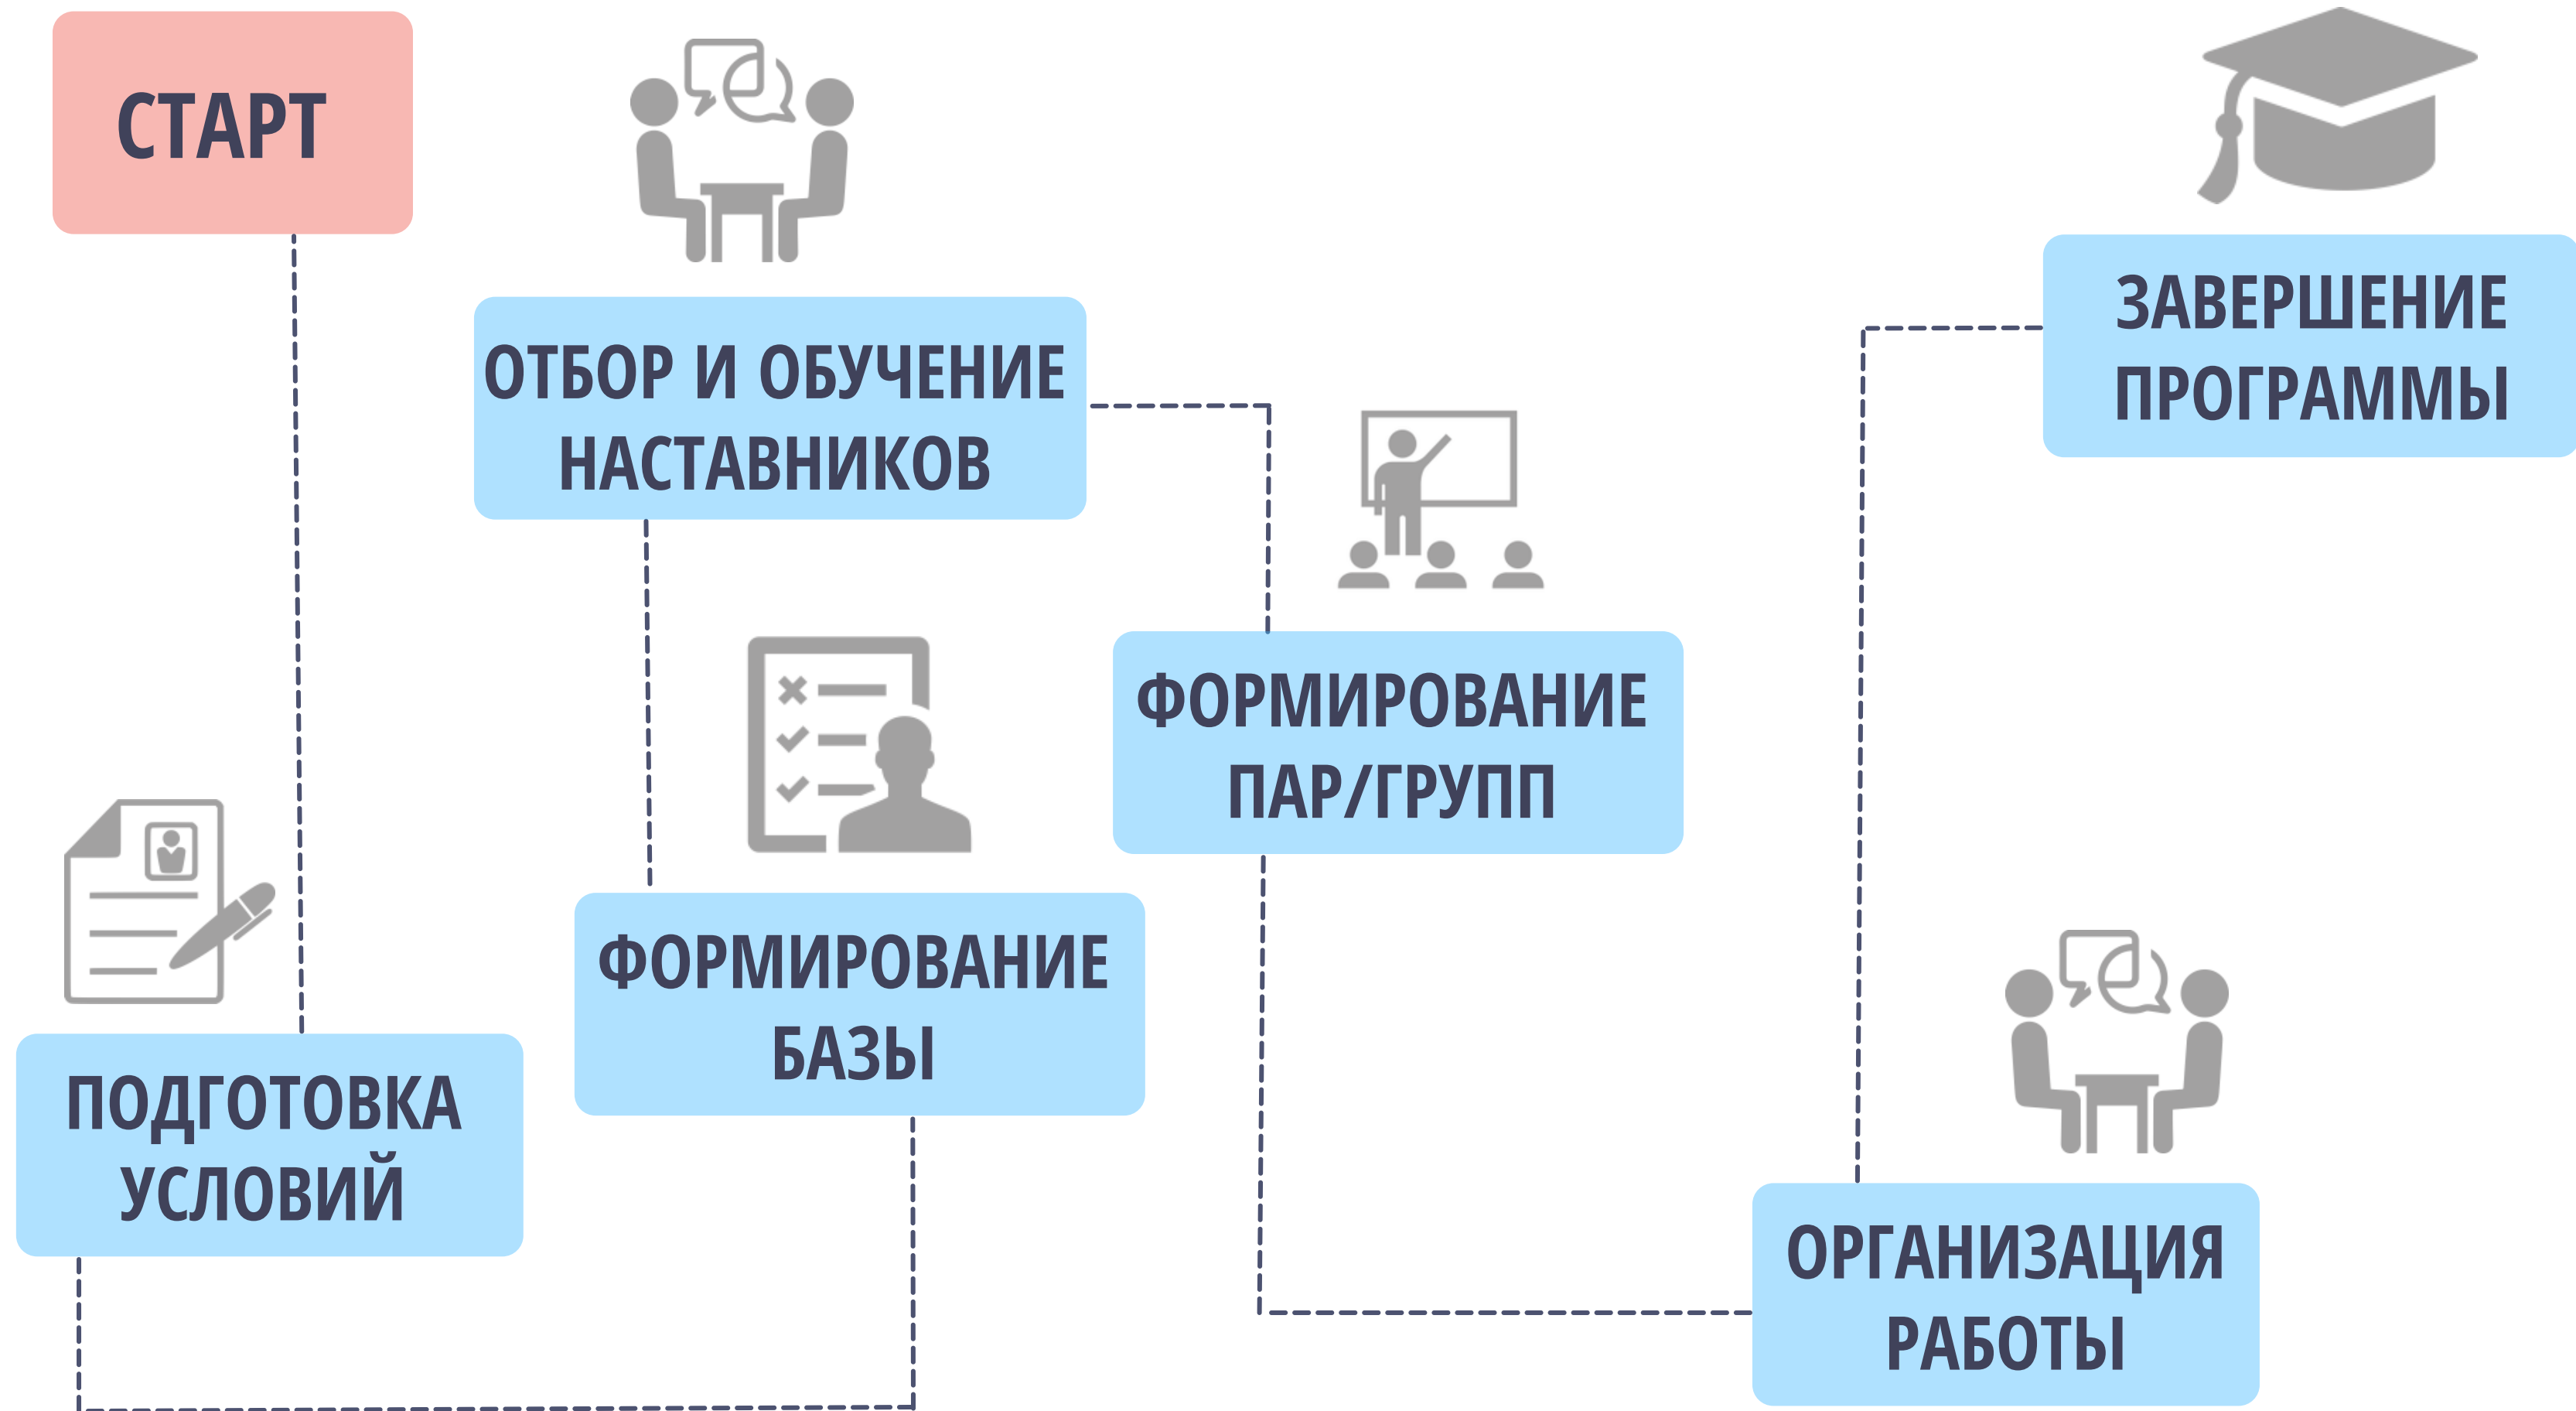 СТАРТ
ПОДГОТОВКА
УСЛОВИЙ
ФОРМИРОВАНИЕ
БАЗЫ
ОТБОР И ОБУЧЕНИЕ
НАСТАВНИКОВ
ФОРМИРОВАНИЕ
ПАР/ГРУПП
ОРГАНИЗАЦИЯ
РАБОТЫ
ЗАВЕРШЕНИЕ
ПРОГРАММЫ